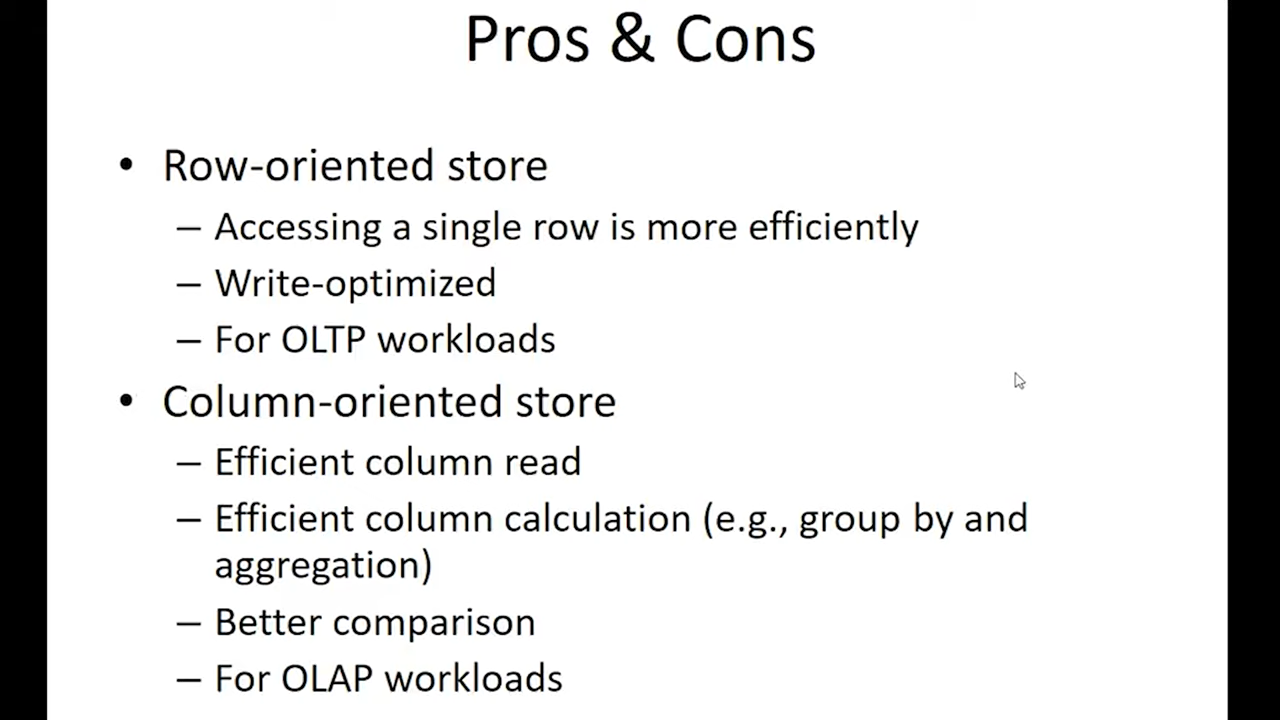 Pros & Cons
• Row-oriented store
– Accessing a single row is more efficiently
– Write-optimized
– For OLTP workloads
• Column-oriented store
– Efficient column read
– Efficient column calculation (e.g., group by and
aggregation)
– Better comparison
– For OLAP workloads